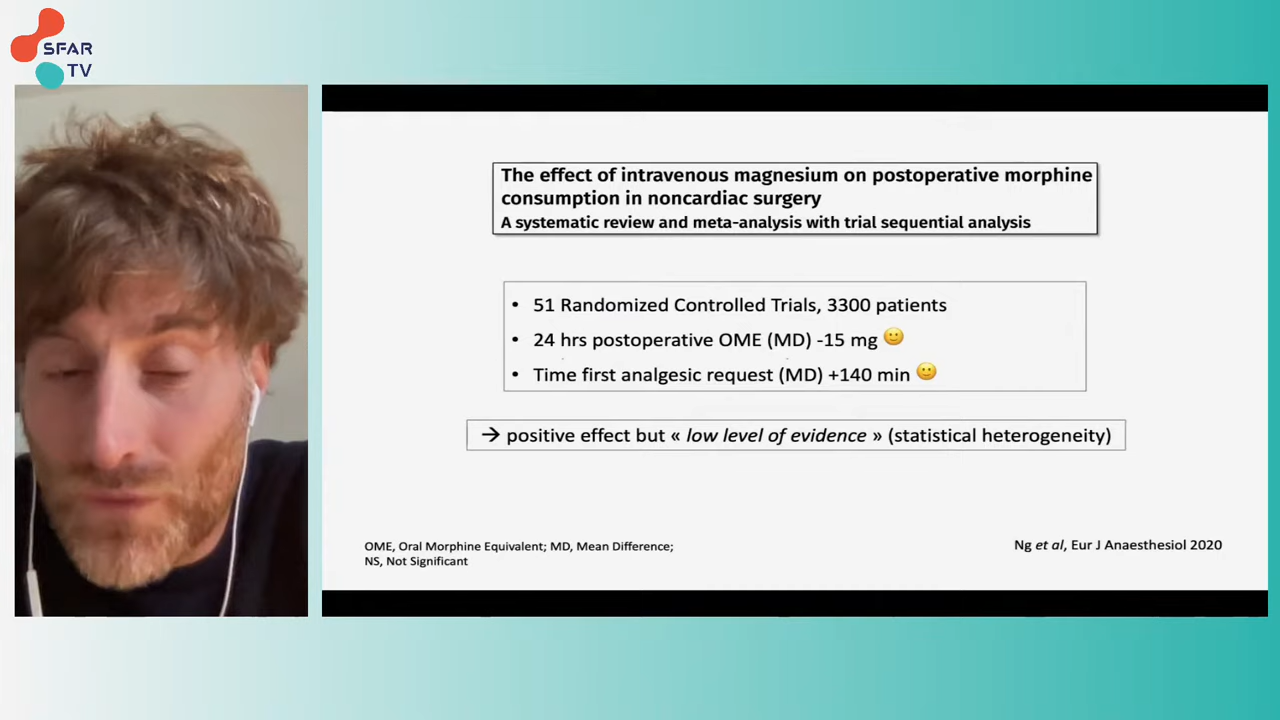 SFAR
TV
The effect of intravenous magnesium on postoperative morphine
consumption in noncardiac surgery
A systematic review and meta-analysis with trial sequential analysis
• 51 Randomized Controlled Trials, 3300 patients
• 24 hrs postoperative OME (MD) -15 mg 🙂
• Time first analgesic request (MD) +140 min 🙂
→ positive effect but « low level of evidence » (statistical heterogeneity)
OME, Oral Morphine Equivalent; MD, Mean Difference;
NS, Not Significant
Ng et al, Eur J Anaesthesiol 2020